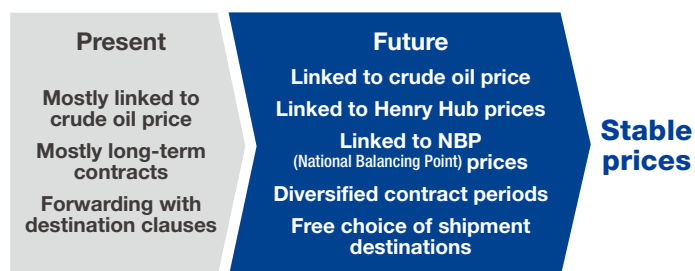 Present
Mostly linked to
crude oil price
Mostly long-term
contracts
Forwarding with
destination clauses
Future
Linked to crude oil price
Linked to Henry Hub prices
Linked to NBP
(National Balancing Point) prices
Diversified contract periods
Free choice of shipment
destinations
Stable
prices